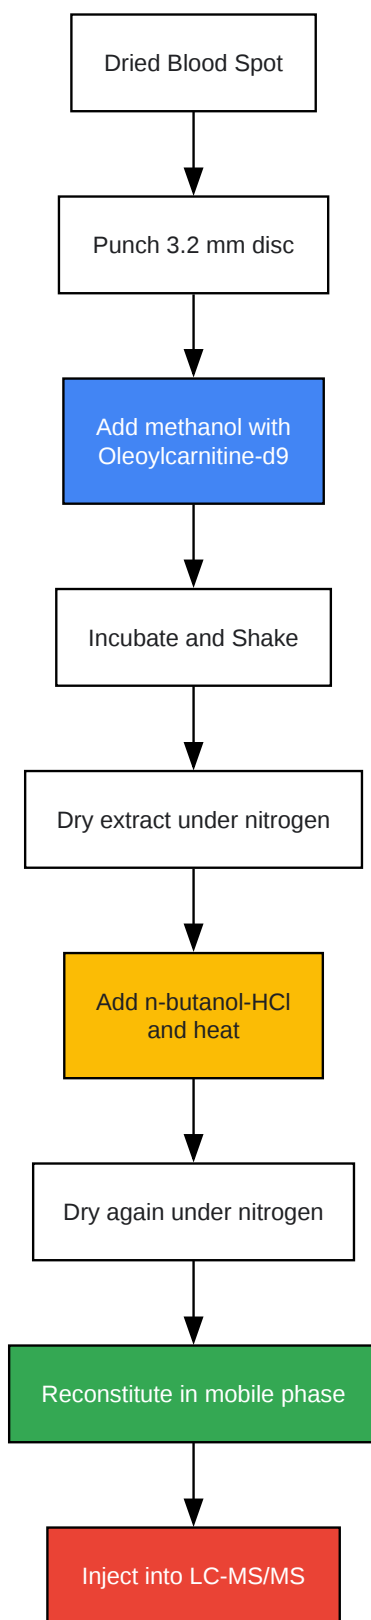 Dried Blood Spot
Punch 3.2 mm disc
Add methanol with
Oleoylcarnitine-d9
Incubate and Shake
Dry extract under nitrogen
Add n-butanol-HCl
and heat
Dry again under nitrogen
Reconstitute in mobile phase
Inject into LC-MS/MS